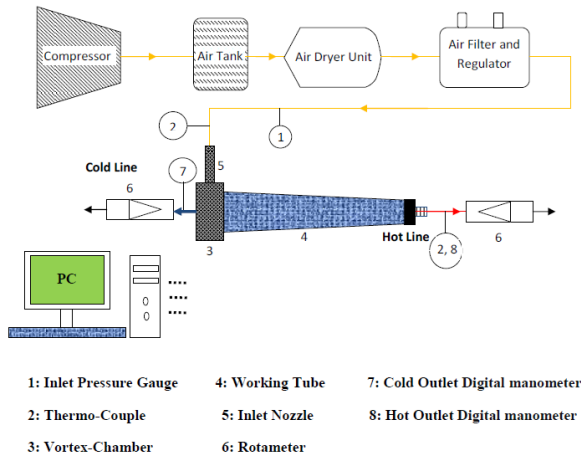 Compressor
Air Tank
Air Dryer Unit
Air Filter and
Regulator
2
1
Cold Line
7
5
6
3
4
Hot Line
2, 8
6
PC
1: Inlet Pressure Gauge
4: Working Tube
7: Cold Outlet Digital manometer
2: Thermo-Couple
5: Inlet Nozzle
8: Hot Outlet Digital manometer
3: Vortex-Chamber
6: Rotameter